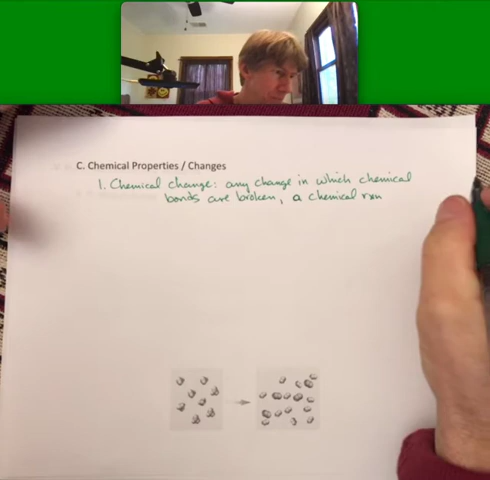 C. Chemical Properties / Changes
1. Chemical change: any change in which chemical
bonds are broken, a chemical rxn